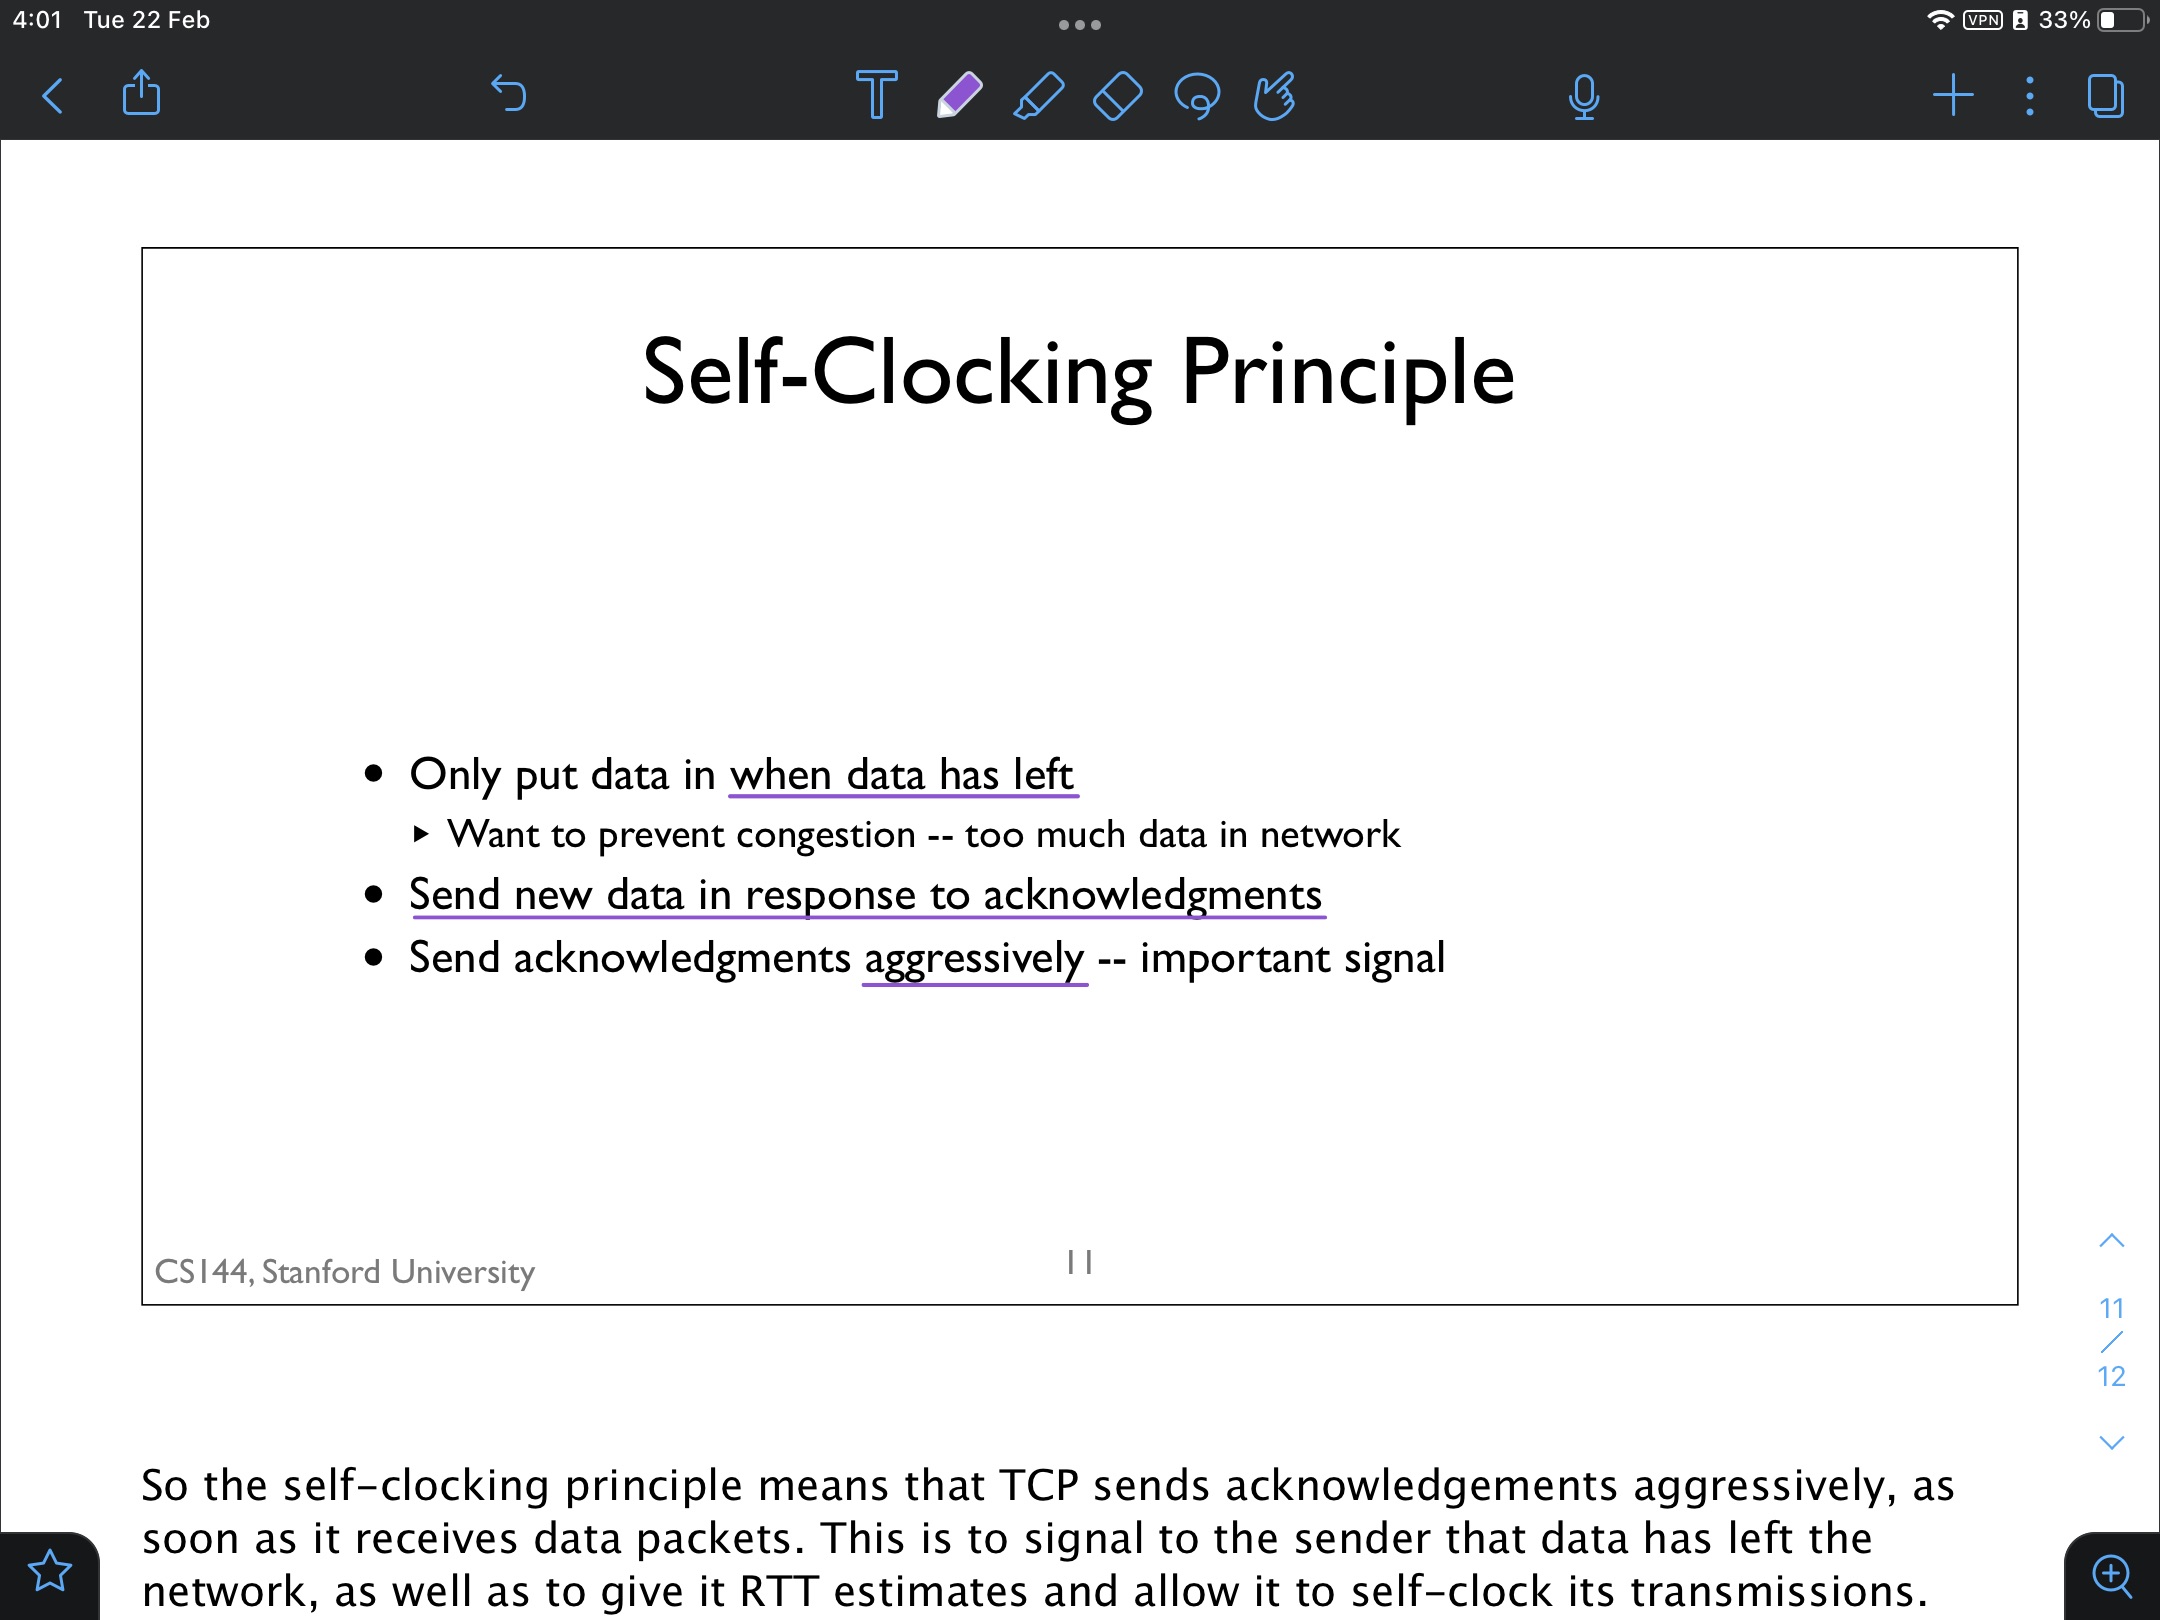 4:01 Tue 22 Feb
VPN 33%
Self-Clocking Principle
• Only put data in when data has left
▸ Want to prevent congestion -- too much data in network
• Send new data in response to acknowledgments
• Send acknowledgments aggressively -- important signal
CS144, Stanford University
11
11
/
12
So the self-clocking principle means that TCP sends acknowledgements aggressively, as
soon as it receives data packets. This is to signal to the sender that data has left the
network, as well as to give it RTT estimates and allow it to self-clock its transmissions.